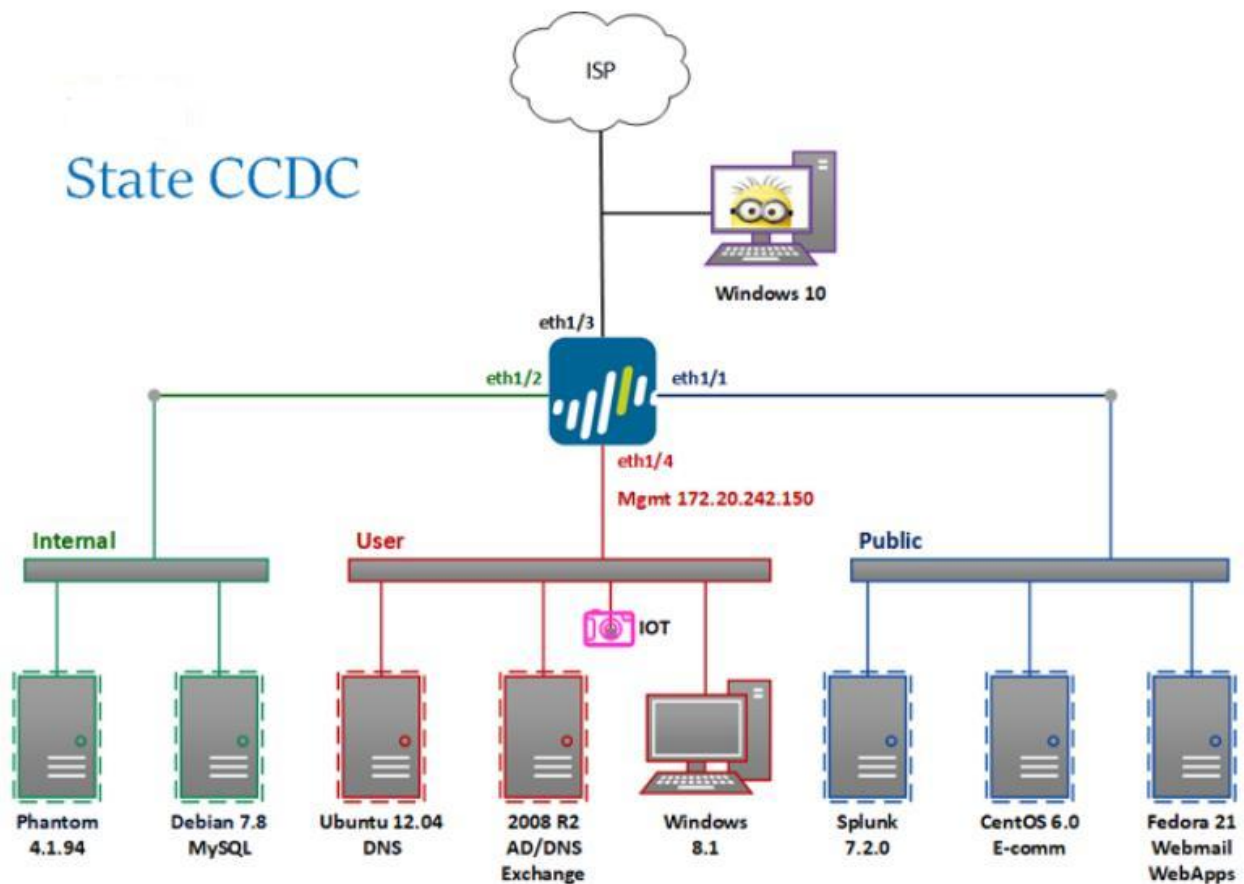 ISP
State CCDC
Windows 10
eth1/3
eth1/2
eth1/1
eth1/4
Mgmt 172.20.242.150
Internal
User
Public
IOT
Phantom
4.1.94
Debian 7.8
MySQL
Ubuntu 12.04
DNS
2008 R2
AD/DNS
Exchange
Windows
8.1
Splunk
7.2.0
CentOS 6.0
E-comm
Fedora 21
Webmail
WebApps